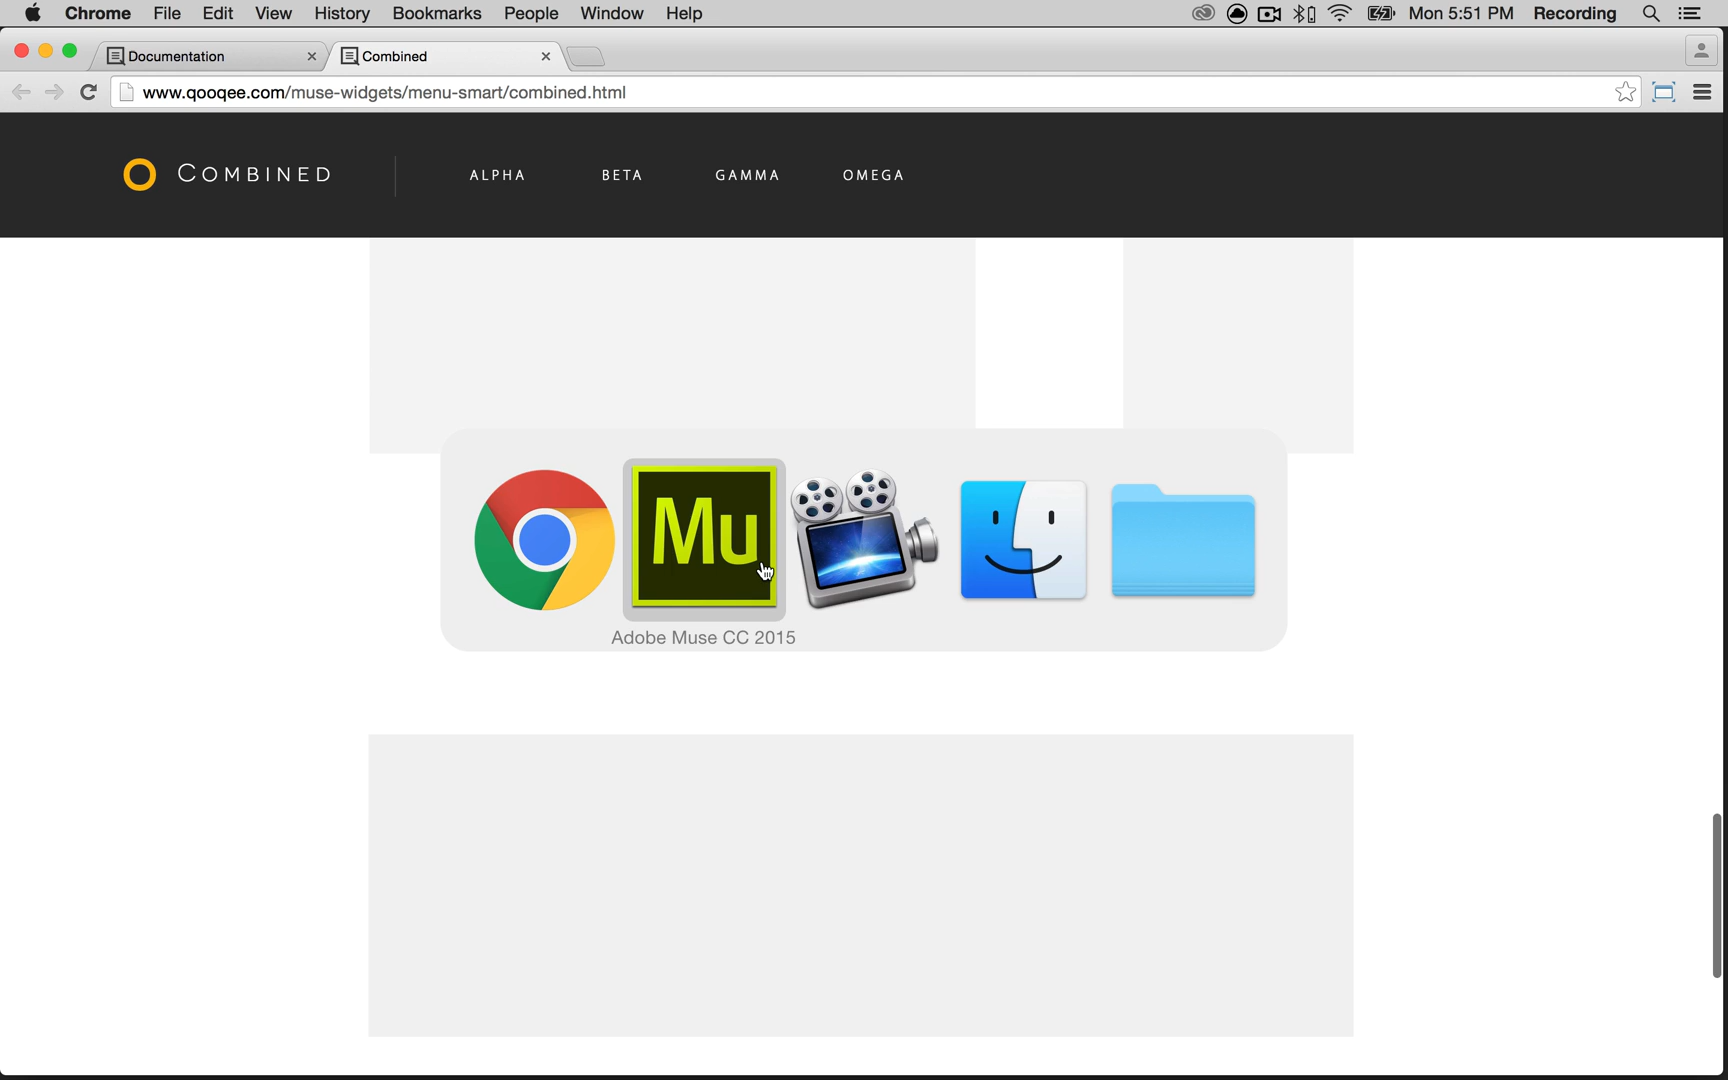 Chrome File Edit View History Bookmarks People Window Help Mon 5:51 PM Recording
Documentation Combined
www.qooqee.com/muse-widgets/menu-smart/combined.html
COMBINED ALPHA BETA GAMMA OMEGA
Mu
Adobe Muse CC 2015